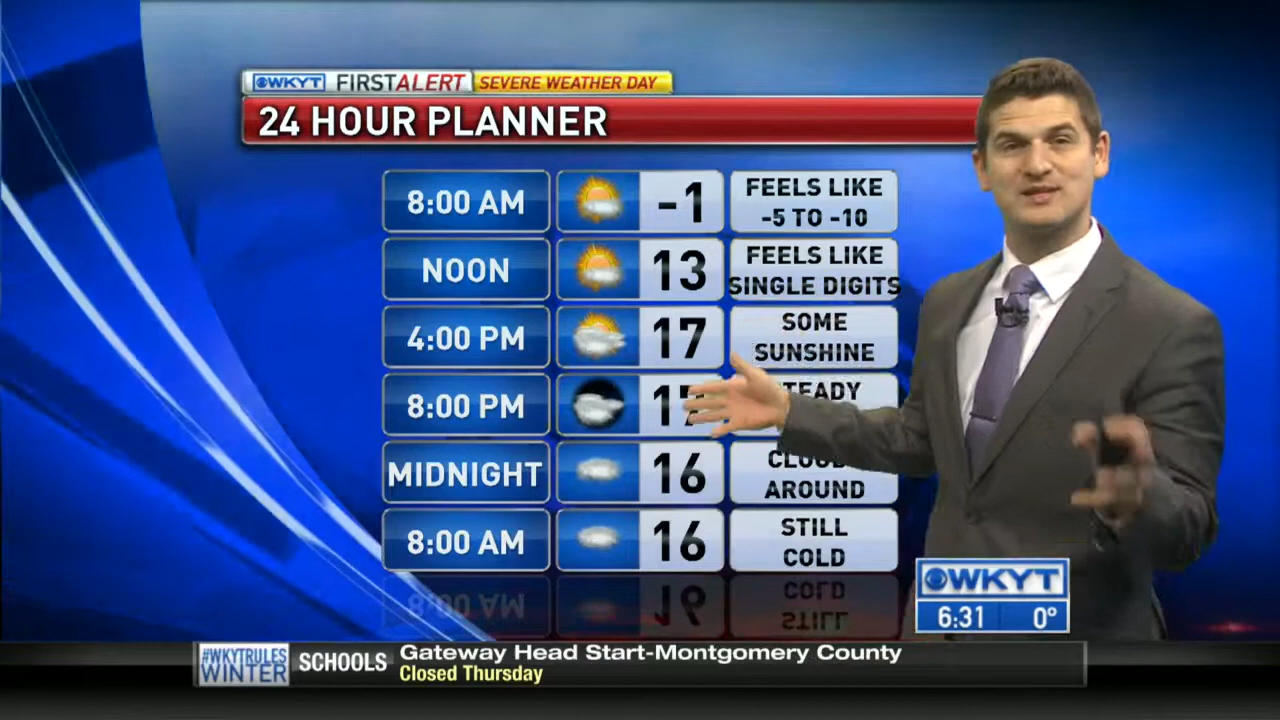 WKYT FIRST ALERT SEVERE WEATHER DAY
24 HOUR PLANNER
8:00 AM -1 FEELS LIKE
-5 TO -10
NOON 13 FEELS LIKE
SINGLE DIGITS
4:00 PM 17 SOME
SUNSHINE
8:00 PM
MIDNIGHT 16
AROUND
8:00 AM 16 STILL
COLD
WKYT
6:31 0°
#WKYTRULES
WINTER
SCHOOLS
Gateway Head Start-Montgomery County
Closed Thursday